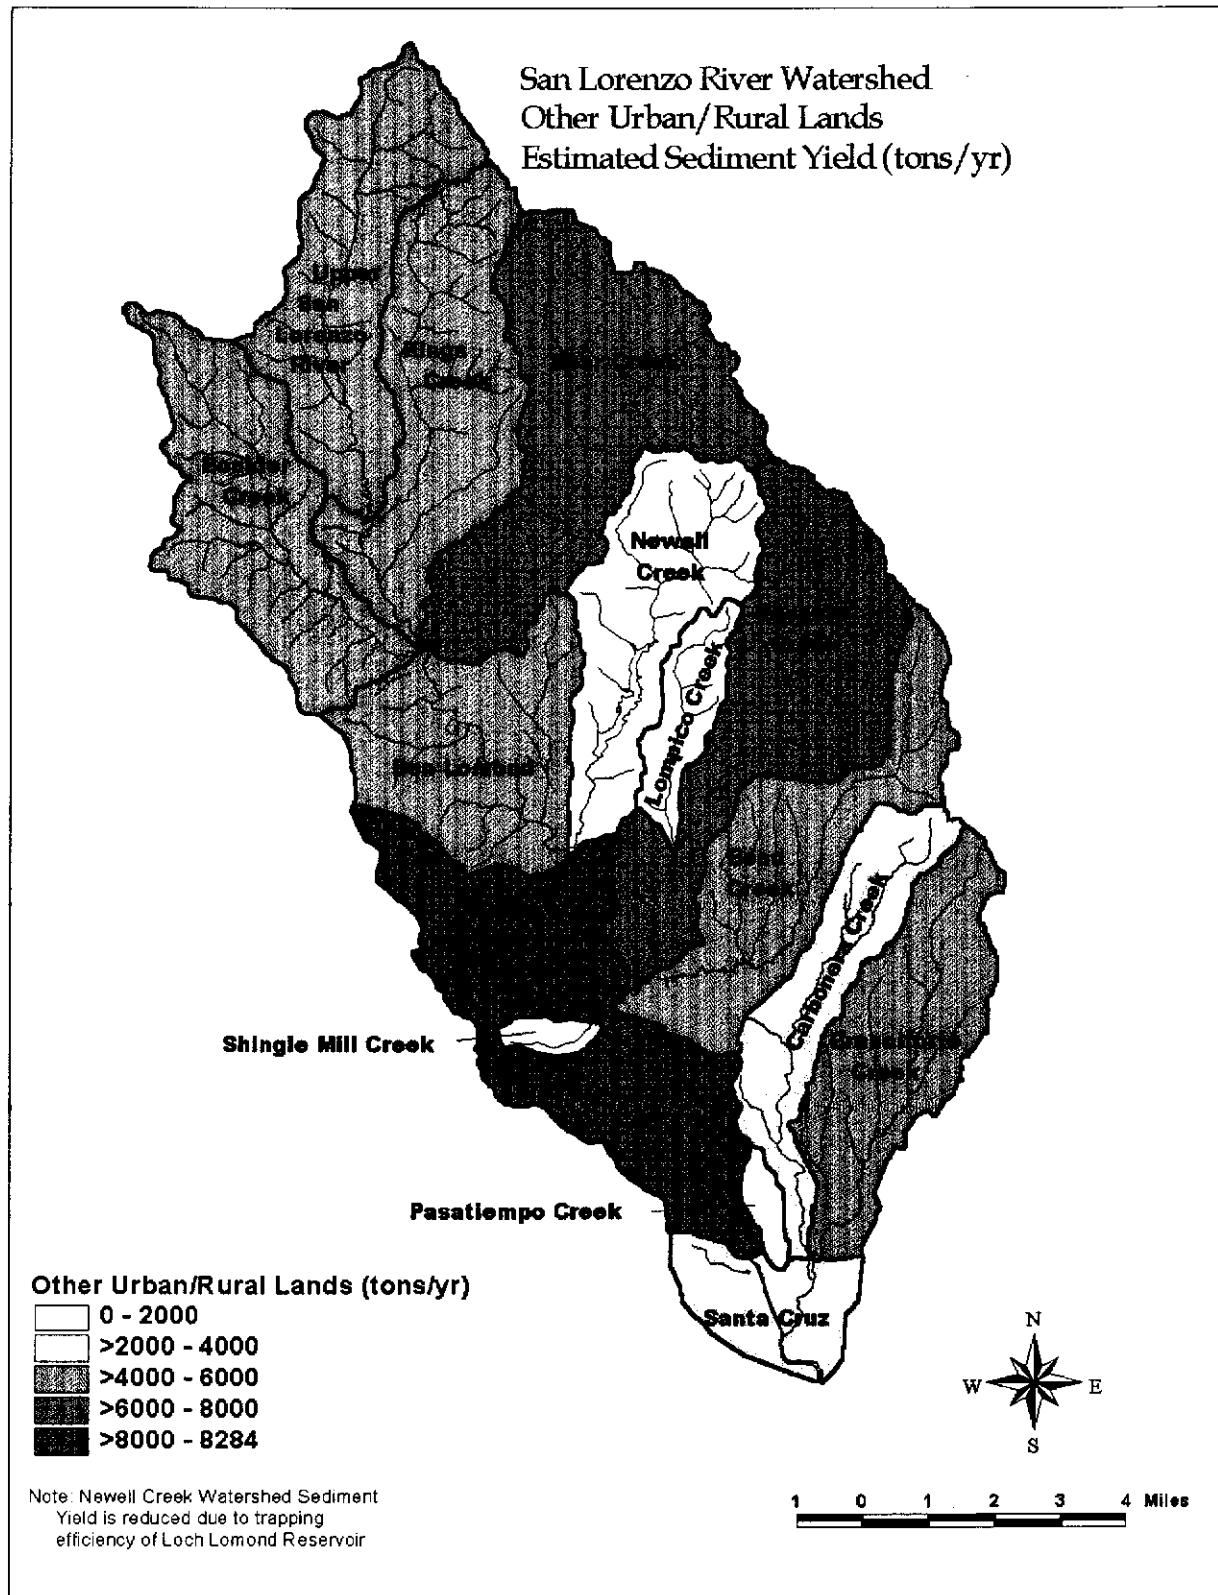 San Lorenzo River Watershed
Other Urban/Rural Lands
Estimated Sediment Yield (tons/yr)
Upper
San
Lorenzo
River
Kings
Creek
Boulder
Creek
Newell
Creek
Lompico Creek
Ben Lomond
Bean
Creek
Carbonera Creek
Branciforte
Creek
Shingle Mill Creek
Pasatiempo Creek
Santa Cruz
Other Urban/Rural Lands (tons/yr)
0 - 2000
>2000 - 4000
>4000 - 6000
>6000 - 8000
>8000 - 8284
Note: Newell Creek Watershed Sediment
Yield is reduced due to trapping
efficiency of Loch Lomond Reservoir
N
W
E
S
1 0 1 2 3 4 Miles